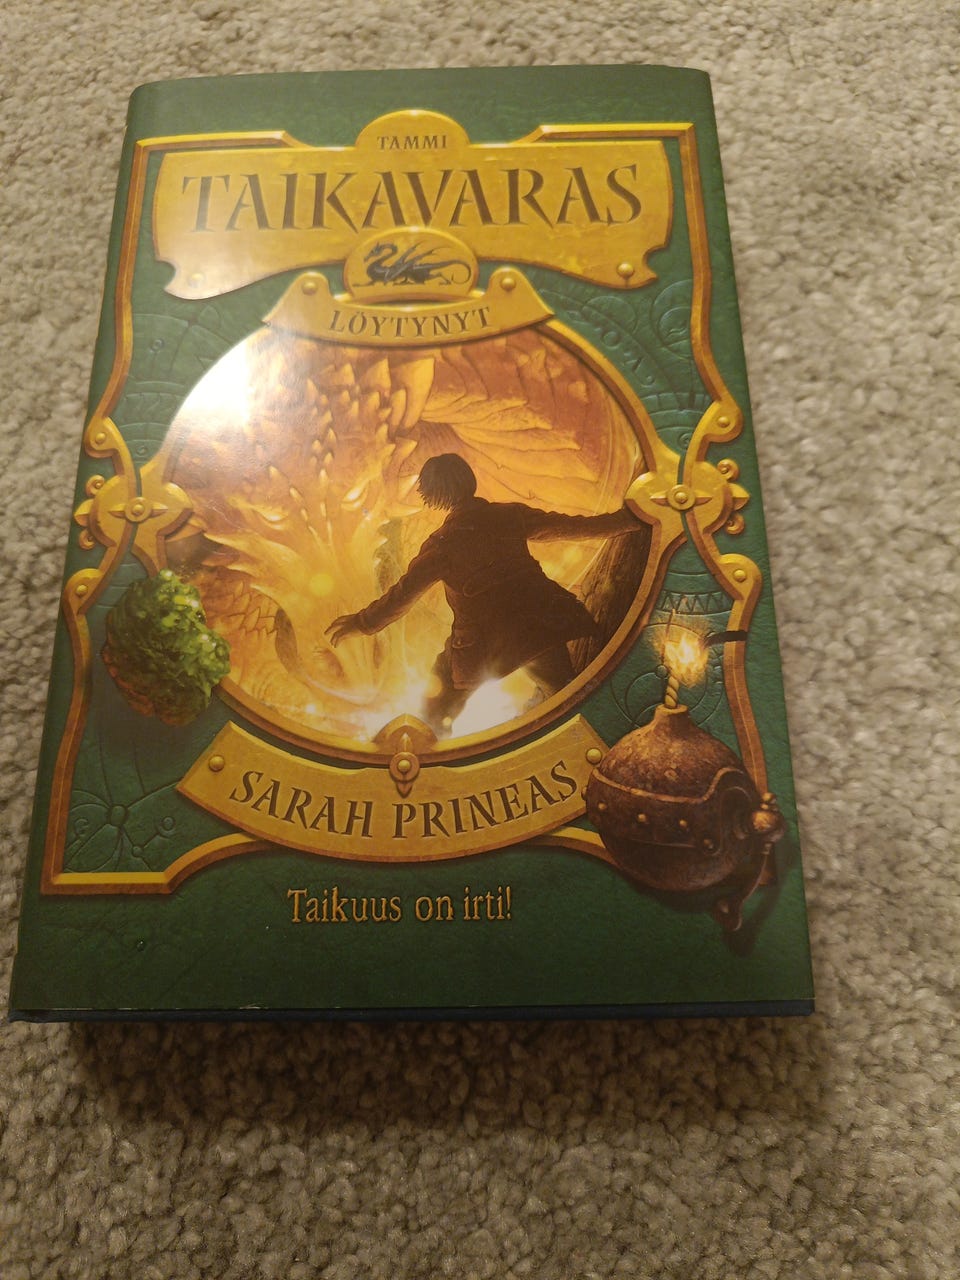 TAMMI
TAIKAVARAS
LÖYTYNYT
SARAH PRINEAS
Taikuus on irti!